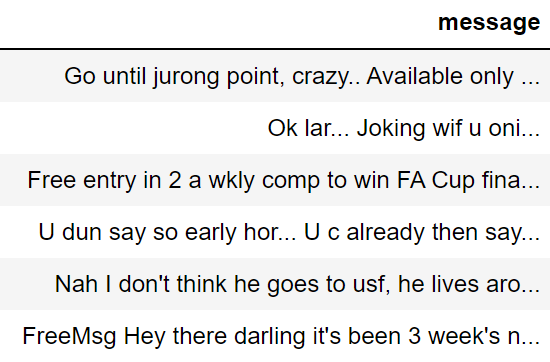 message
Go until jurong point, crazy.. Available only ...
Ok lar... Joking wif u oni...
Free entry in 2 a wkly comp to win FA Cup fina...
U dun say so early hor... U c already then say...
Nah I don't think he goes to usf, he lives aro...
FreeMsg Hey there darling it's been 3 week's n...